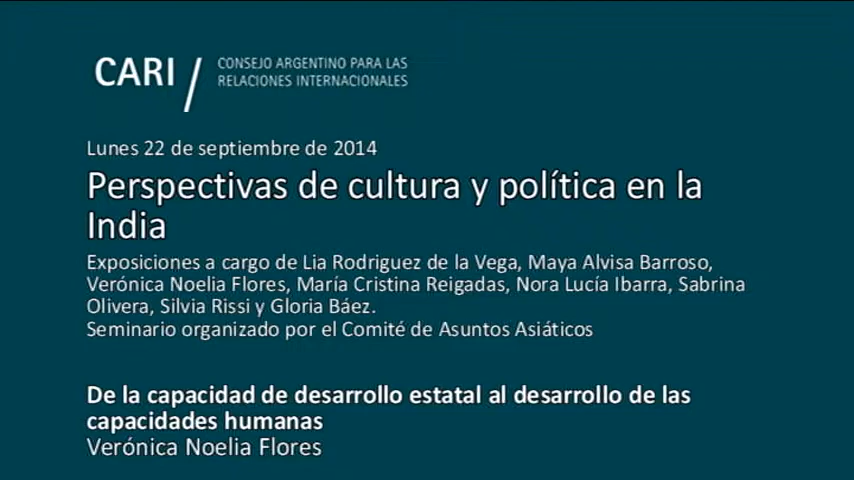 CARI/
CONSEJO ARGENTINO PARA LAS
RELACIONES INTERNACIONALES
Lunes 22 de septiembre de 2014
Perspectivas de cultura y política en la
India
Exposiciones a cargo de Lia Rodriguez de la Vega, Maya Alvisa Barroso,
Verónica Noelia Flores, María Cristina Reigadas, Nora Lucía Ibarra, Sabrina
Olivera, Silvia Rissi y Gloria Báez.
Seminario organizado por el Comité de Asuntos Asiáticos
De la capacidad de desarrollo estatal al desarrollo de las
capacidades humanas
Verónica Noelia Flores